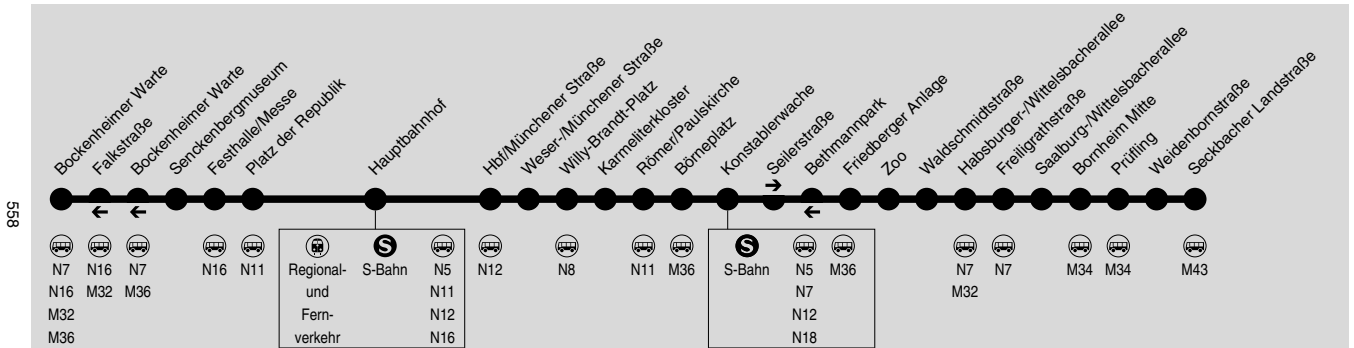 Bockenheimer Warte
Falkstraße
Bockenheimer Warte
Senckenbergmuseum
Festhalle/Messe
Platz der Republik
Hauptbahnhof
Hbf/Münchener Straße
Weser-/Münchener Straße
Willy-Brandt-Platz
Karmeliterkloster
Römer/Paulskirche
Börneplatz
Konstablerwache
Seilerstraße
Bethmannpark
Friedberger Anlage
Zoo
Waldschmidtstraße
Habsburger-/Wittelsbacherallee
Freiligrathstraße
Saalburg-/Wittelsbacherallee
Bornheim Mitte
Prüfling
Weidenbornstraße
Seckbacher Landstraße
558
S
S
N7 N16 N7 N16 N11 Regional- S-Bahn N5 N12 N8 N11 M36 S-Bahn N5 M36 N7 N7 M34 M34 M43
N16 M32 M36 und N11 N7 M32
M32 Fern- N12 N12
M36 verkehr N16 N18